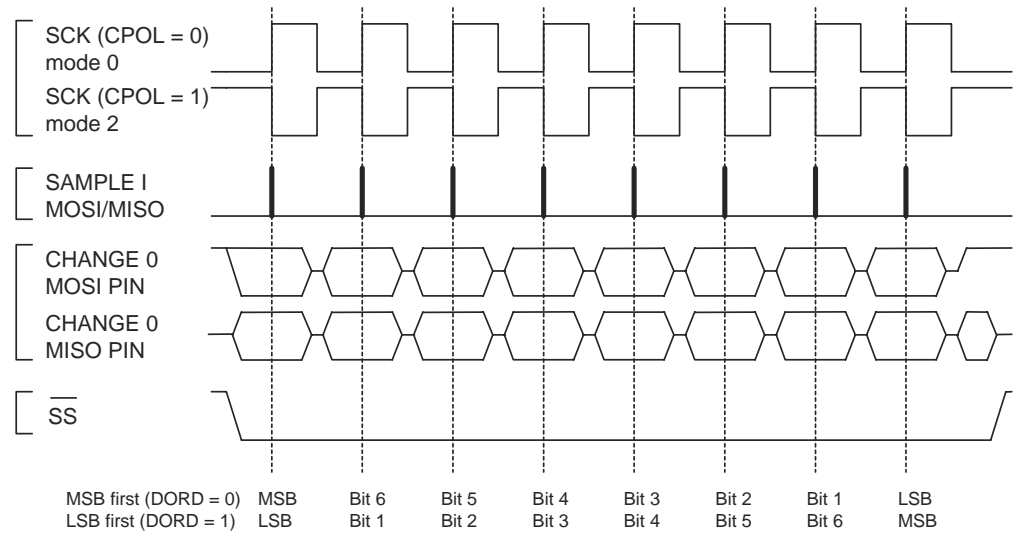 SCK (CPOL = 0)
mode 0
SCK (CPOL = 1)
mode 2
SAMPLE I
MOSI/MISO
CHANGE 0
MOSI PIN
CHANGE 0
MISO PIN
SS
MSB first (DORD = 0) MSB Bit 6 Bit 5 Bit 4 Bit 3 Bit 2 Bit 1 LSB
LSB first (DORD = 1) LSB Bit 1 Bit 2 Bit 3 Bit 4 Bit 5 Bit 6 MSB